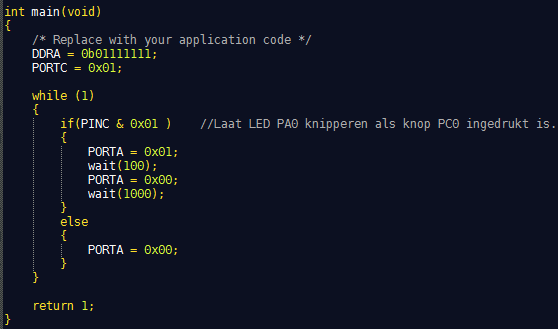 int main(void)
{
    /* Replace with your application code */
    DDRA = 0b01111111;
    PORTC = 0x01;

    while (1)
    {
        if(PINC & 0x01 )    //Laat LED PA0 knipperen als knop PC0 ingedrukt is.
        {
            PORTA = 0x01;
            wait(100);
            PORTA = 0x00;
            wait(1000);
        }
        else
        {
            PORTA = 0x00;
        }
    }

    return 1;
}